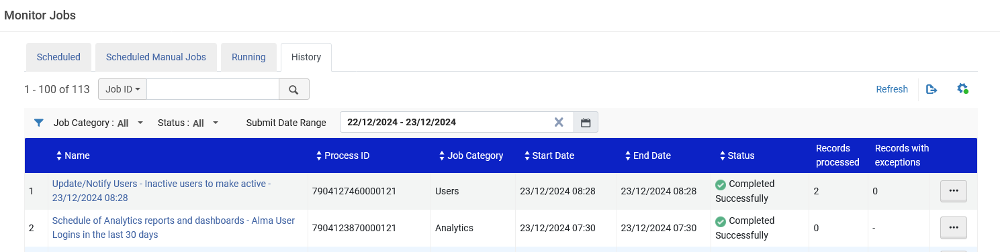 Monitor Jobs
Scheduled Scheduled Manual Jobs Running History
1 - 100 of 113 Job ID Refresh
Job Category : All Status : All Submit Date Range 22/12/2024 - 23/12/2024
Name Process ID Job Category Start Date End Date Status Records processed Records with exceptions
1 Update/Notify Users - Inactive users to make active - 23/12/2024 08:28 7904127460000121 Users 23/12/2024 08:28 23/12/2024 08:28 Completed Successfully 2 0
2 Schedule of Analytics reports and dashboards - Alma User Logins in the last 30 days 7904123870000121 Analytics 23/12/2024 07:30 23/12/2024 07:30 Completed Successfully 0 -